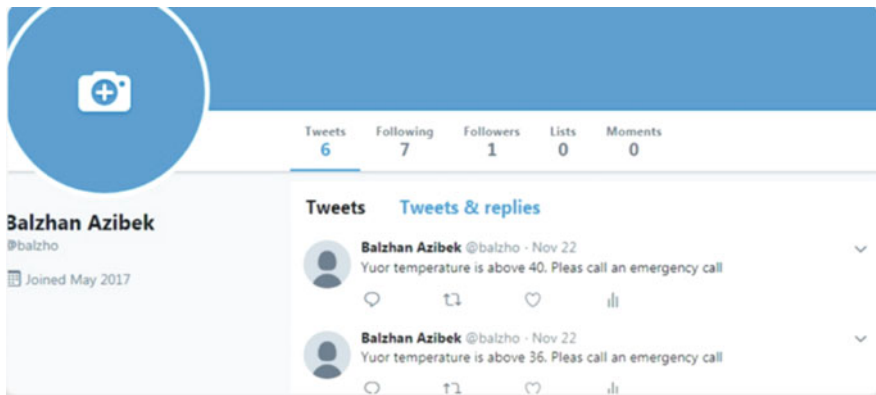 Tweets Following Followers Lists Moments
6 7 1 0 0
Balzhan Azibek
@balzho
Joined May 2017
Tweets Tweets & replies
Balzhan Azibek @balzho · Nov 22
Yuor temperature is above 40. Pleas call an emergency call
Balzhan Azibek @balzho · Nov 22
Yuor temperature is above 36. Pleas call an emergency call